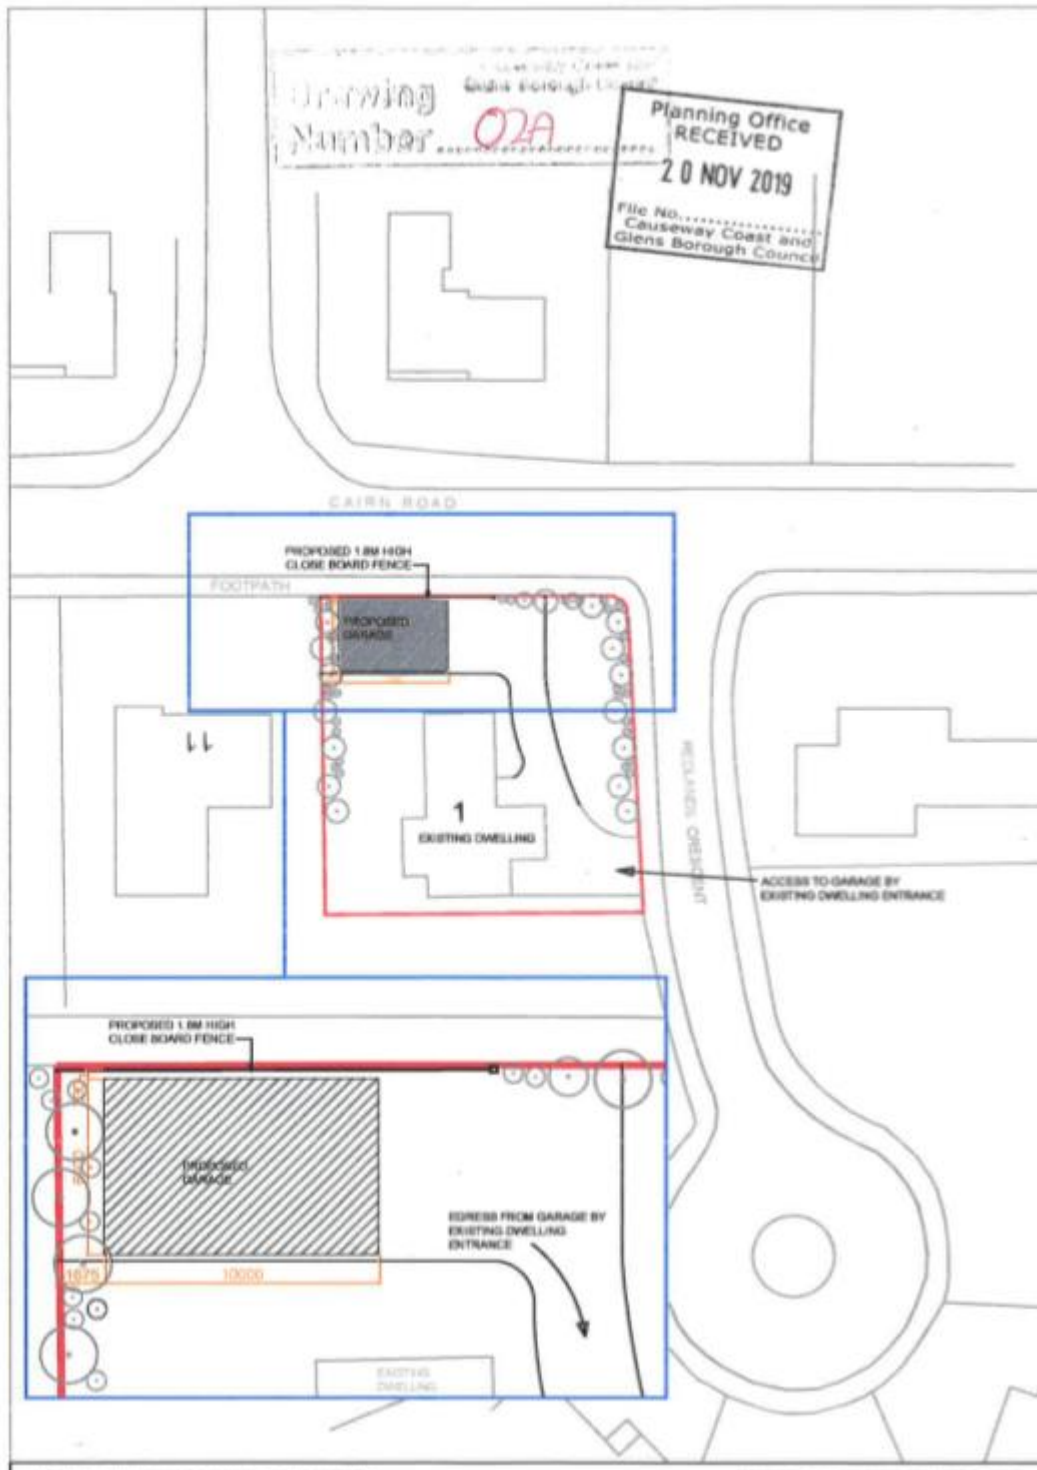 Drawing
Number
02A
Planning Office
RECEIVED
20 NOV 2019
File No.
Causeway Coast and
Glens Borough Council
CAIRN ROAD
PROPOSED 1.8M HIGH
CLOSE BOARD FENCE
FOOTPATH
PROPOSED
GARAGE
11
1
EXISTING DWELLING
REDLANDS CRESCENT
ACCESS TO GARAGE BY
EXISTING DWELLING ENTRANCE
PROPOSED 1.8M HIGH
CLOSE BOARD FENCE
PROPOSED
GARAGE
EGRESS FROM GARAGE BY
EXISTING DWELLING
ENTRANCE
1875
10000
EXISTING
DWELLING